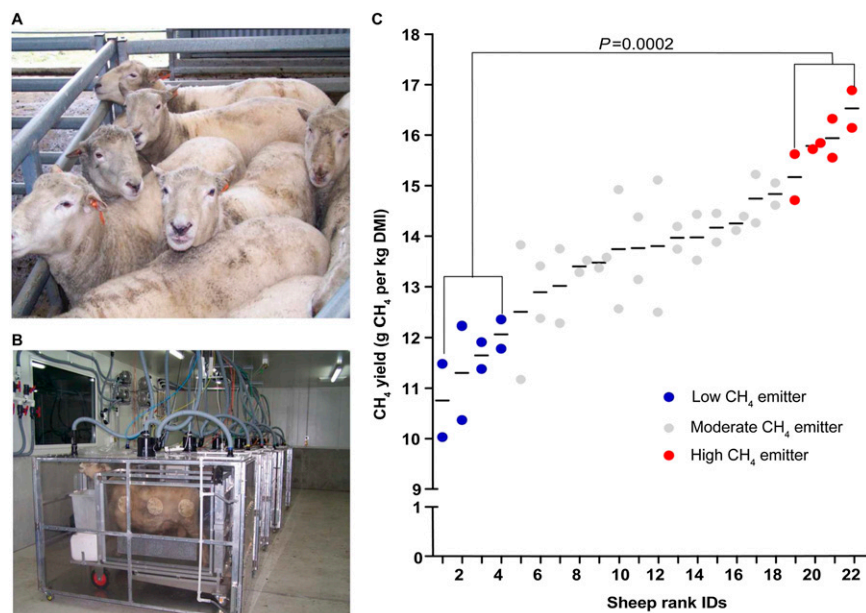 A
B
C
CH₄ yield (g CH₄ per kg DMI)
18
17
16
15
14
13
12
11
10
9
1
0
P=0.0002
Low CH₄ emitter
Moderate CH₄ emitter
High CH₄ emitter
2 4 6 8 10 12 14 16 18 20 22
Sheep rank IDs